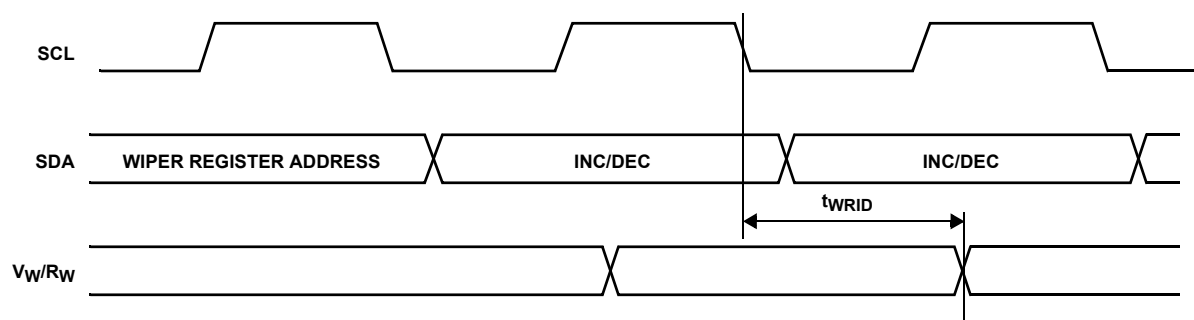 SCL
SDA WIPER REGISTER ADDRESS INC/DEC INC/DEC
tWRID
VW/RW